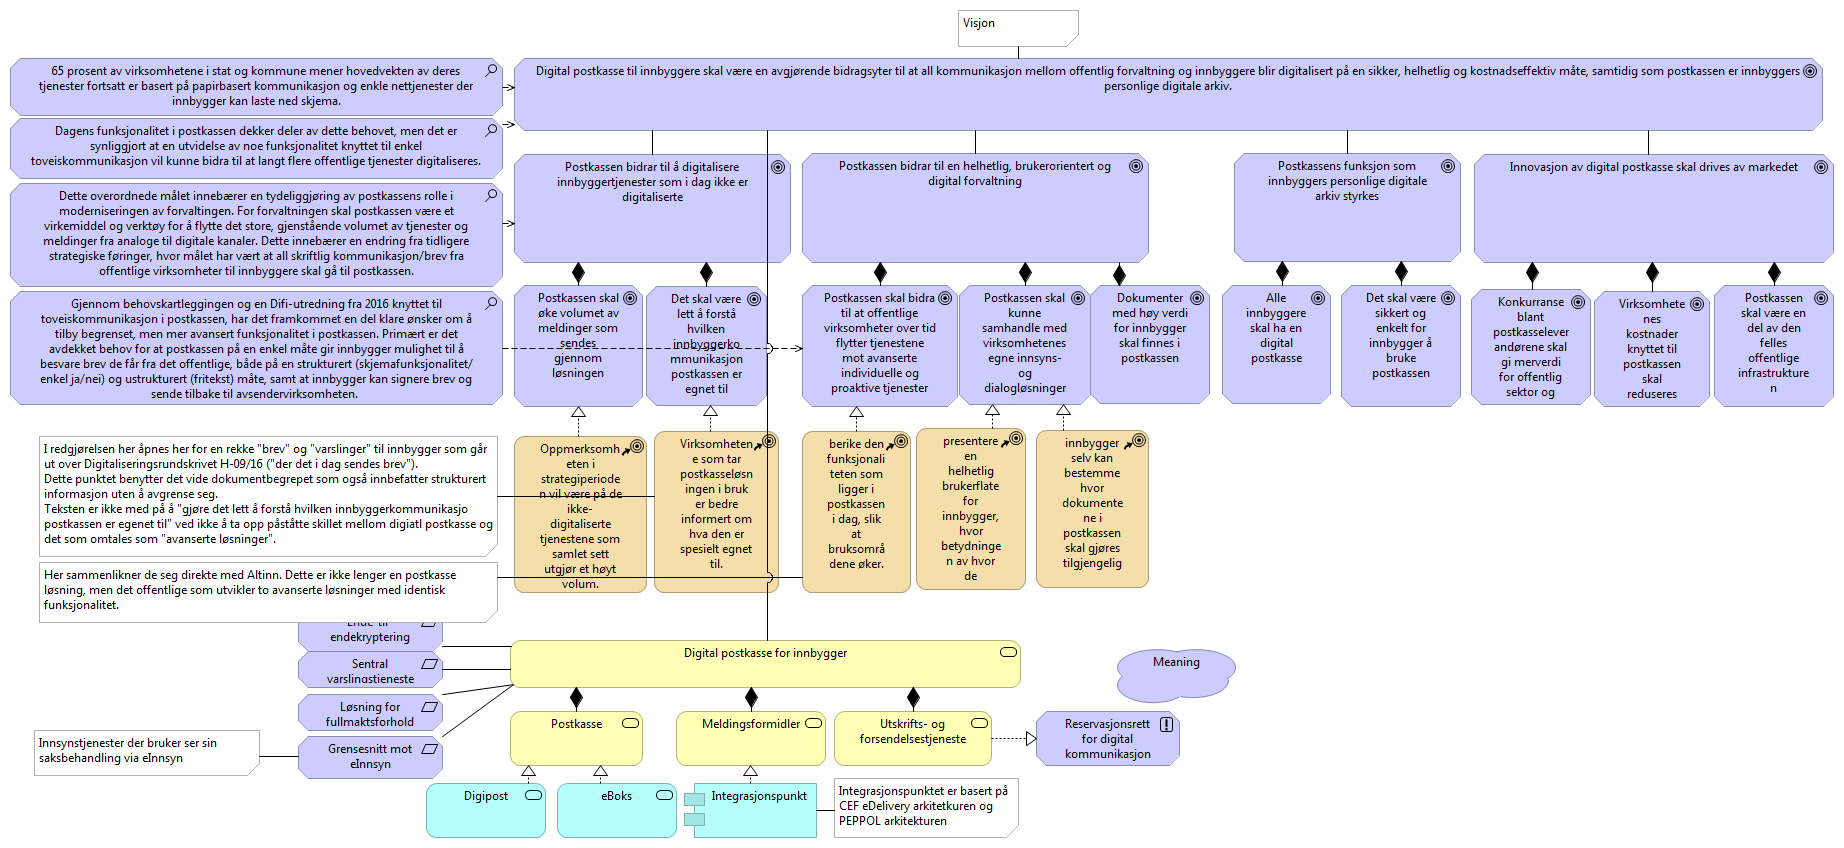 Visjon
65 prosent av virksomhetene i stat og kommune mener hovedvekten av deres
tjenester fortsatt er basert på papirbasert kommunikasjon og enkle nettjenester der
innbygger kan laste ned skjema.
Digital postkasse til innbyggere skal være en avgjørende bidragsyter til at all kommunikasjon mellom offentlig forvaltning og innbyggere blir digitalisert på en sikker, helhetlig og kostnadseffektiv måte, samtidig som postkassen er innbyggers
personlige digitale arkiv.
Dagens funksjonalitet i postkassen dekker deler av dette behovet, men det er
synliggjort at en utvidelse av noe funksjonalitet knyttet til enkel
toveiskommunikasjon vil kunne bidra til at langt flere offentlige tjenester digitaliseres.
Dette overordnede målet innebærer en tydeliggjøring av postkassens rolle i
moderniseringen av forvaltingen. For forvaltningen skal postkassen være et
virkemiddel og verktøy for å flytte det store, gjenstående volumet av tjenester og
meldinger fra analoge til digitale kanaler. Dette innebærer en endring fra tidligere
strategiske føringer, hvor målet har vært at all skriftlig kommunikasjon/brev fra
offentlige virksomheter til innbyggere skal gå til postkassen.
Gjennom behovskartleggingen og en Difi-utredning fra 2016 knyttet til
toveiskommunikasjon i postkassen, har det framkommet en del klare ønsker om å
tilby begrenset, men mer avansert funksjonalitet i postkassen. Primært er det
avdekket behov for at postkassen på en enkel måte gir innbygger mulighet til å
besvare brev de får fra det offentlige, både på en strukturert (skjemafunksjonalitet/
enkel ja/nei) og ustrukturert (fritekst) måte, samt at innbygger kan signere brev og
sende tilbake til avsendervirksomheten.
Postkassen bidrar til å digitalisere
innbyggertjenester som i dag ikke er
digitaliserte
Postkassen bidrar til en helhetlig, brukerorientert og
digital forvaltning
Postkassens funksjon som
innbyggers personlige digitale
arkiv styrkes
Innovasjon av digital postkasse skal drives av markedet
Postkassen skal
øke volumet av
meldinger som
sendes
gjennom
løsningen
Det skal være
lett å forstå
hvilken
innbyggerko
mmunikasjon
postkassen er
egnet til
Postkassen skal bidra
til at offentlige
virksomheter over tid
flytter tjenestene
mot avanserte
individuelle og
proaktive tjenester
Postkassen skal
kunne
samhandle med
virksomhetenes
egne innsyns-
og
dialogløsninger
Dokumenter
med høy verdi
for innbygger
skal finnes i
postkassen
Alle
innbyggere
skal ha en
digital
postkasse
Det skal være
sikkert og
enkelt for
innbygger å
bruke
postkassen
Konkurranse
blant
postkasselever
andørene skal
gi merverdi
for offentlig
sektor og
Virksomhete
nes
kostnader
knyttet til
postkassen
skal
reduseres
Postkassen
skal være en
del av den
felles
offentlige
infrastrukture
n
I redgjørelsen her åpnes her for en rekke "brev" og "varslinger" til innbygger som går
ut over Digitaliseringsrundskrivet H-09/16 ("der det i dag sendes brev").
Dette punktet benytter det vide dokumentbegrepet som også innbefatter strukturert
informasjon uten å avgrense seg.
Teksten er ikke med på å "gjøre det lett å forstå hvilken innbyggerkommunikasjo
postkassen er egenet til" ved ikke å ta opp påståtte skillet mellom digiatl postkasse og
det som omtales som "avanserte løsninger".
Her sammenlikner de seg direkte med Altinn. Dette er ikke lenger en postkasse
løsning, men det offentlige som utvikler to avanserte løsninger med identisk
funksjonalitet.
Oppmerksomh
eten i
strategiperiode
n vil være på de
ikke-
digitaliserte
tjenestene som
samlet sett
utgjør et høyt
volum.
Virksomheten
e som tar
postkasseløsn
ingen i bruk
er bedre
informert om
hva den er
spesielt egnet
til.
berike den
funksjonali
teten som
ligger i
postkassen
i dag, slik
at
bruksområ
dene øker.
presentere
en
helhetlig
brukerflate
for
innbygger,
hvor
betydninge
n av hvor
de
innbygger
selv kan
bestemme
hvor
dokumente
ne i
postkassen
skal gjøres
tilgjengelig
Ende-til-
endekryptering
Sentral
varslingstjeneste
Løsning for
fullmaktsforhold
Grensesnitt mot
eInnsyn
Innsynstjenester der bruker ser sin
saksbehandling via eInnsyn
Digital postkasse for innbygger
Meaning
Postkasse
Meldingsformidler
Utskrifts- og
forsendelsestjeneste
Reservasjonsrett
for digital
kommunikasjon
Digipost
eBoks
Integrasjonspunkt
Integrasjonspunktet er basert på
CEF eDelivery arkitetkuren og
PEPPOL arkitekturen